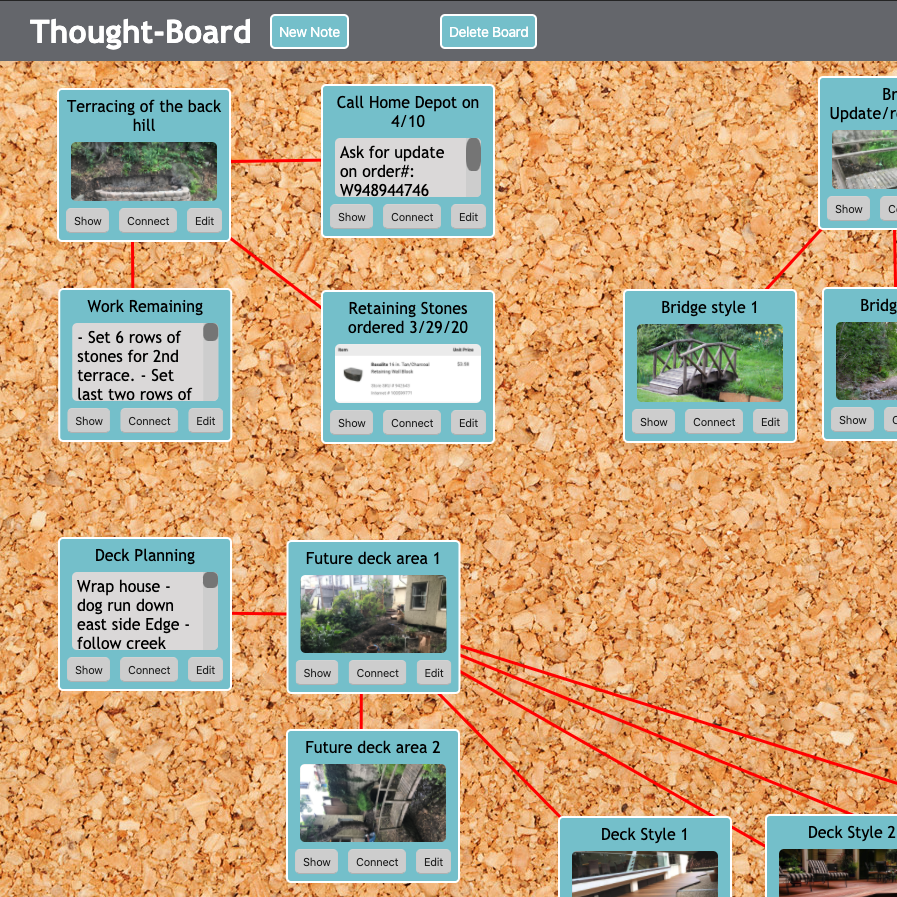 Thought-Board
New Note
Delete Board
Terracing of the back
hill
Show
Connect
Edit
Call Home Depot on
4/10
Ask for update
on order#:
W948944746
Show
Connect
Edit
Update/r
Show
Work Remaining
- Set 6 rows of
stones for 2nd
terrace. - Set
last two rows of
Show
Connect
Edit
Retaining Stones
ordered 3/29/20
Item
Unit Price
Basalite 16 in. Tan/Charcoal
Retaining Wall Block
Show
Connect
Edit
Bridge style 1
Show
Connect
Edit
Bridg
Show
Deck Planning
Wrap house -
dog run down
east side Edge -
follow creek
Show
Connect
Edit
Future deck area 1
Show
Connect
Edit
Future deck area 2
Show
Connect
Edit
Deck Style 1
Deck Style 2